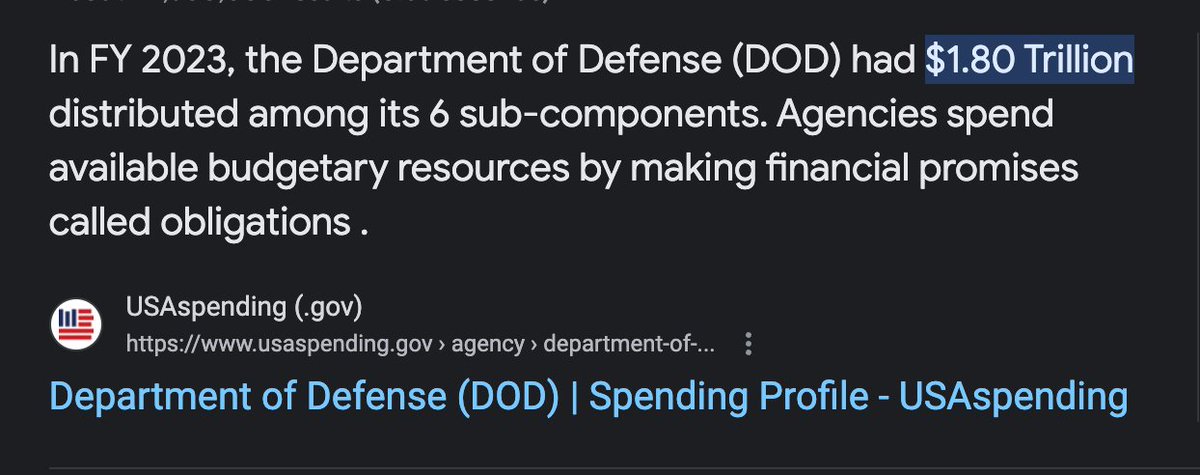 In FY 2023, the Department of Defense (DOD) had $1.80 Trillion
distributed among its 6 sub-components. Agencies spend
available budgetary resources by making financial promises
called obligations .
USAspending (.gov)
https://www.usaspending.gov › agency › department-of-...
Department of Defense (DOD) | Spending Profile - USAspending